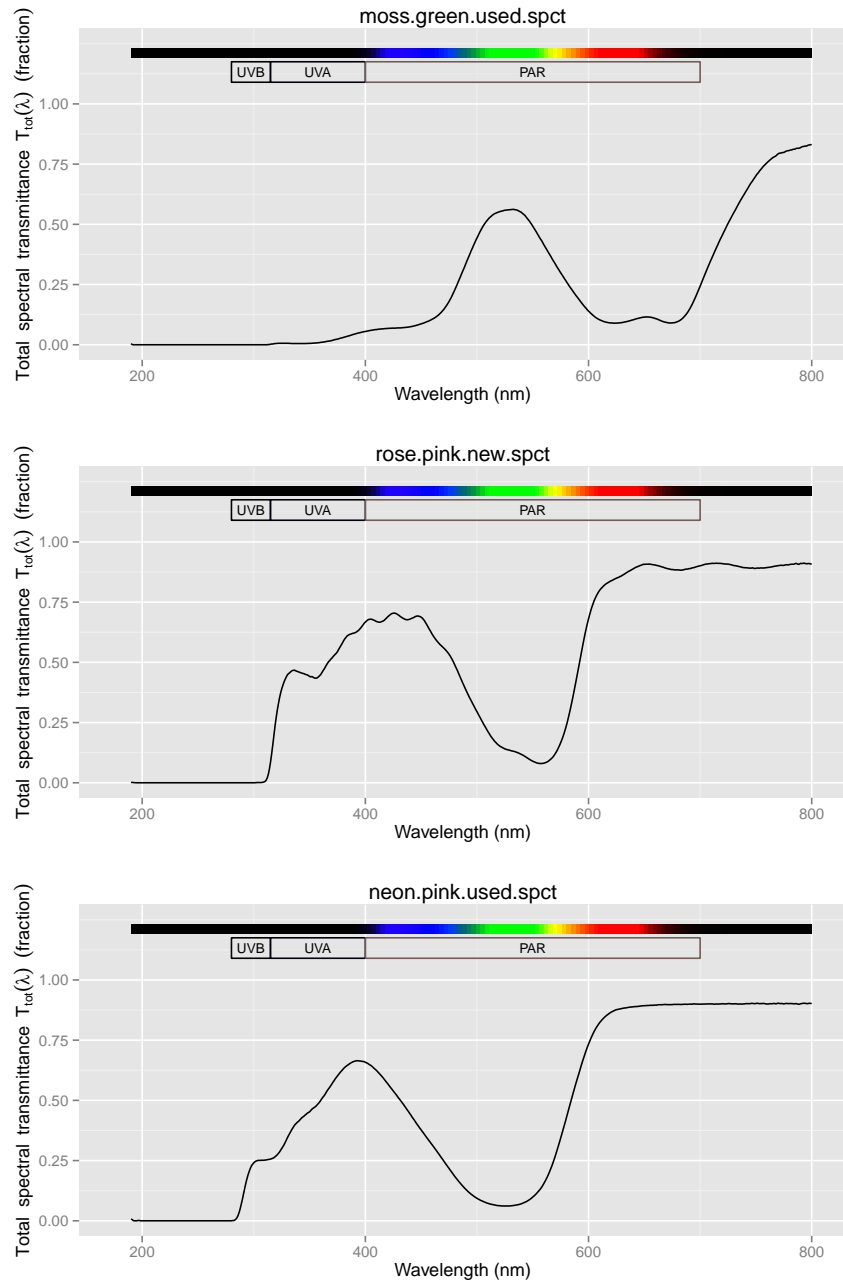 moss.green.used.spct
UVB UVA PAR
Total spectral transmittance Ttot(λ) (fraction)
1.00
0.75
0.50
0.25
0.00
200 400 600 800
Wavelength (nm)
rose.pink.new.spct
UVB UVA PAR
Total spectral transmittance Ttot(λ) (fraction)
1.00
0.75
0.50
0.25
0.00
200 400 600 800
Wavelength (nm)
neon.pink.used.spct
UVB UVA PAR
Total spectral transmittance Ttot(λ) (fraction)
1.00
0.75
0.50
0.25
0.00
200 400 600 800
Wavelength (nm)